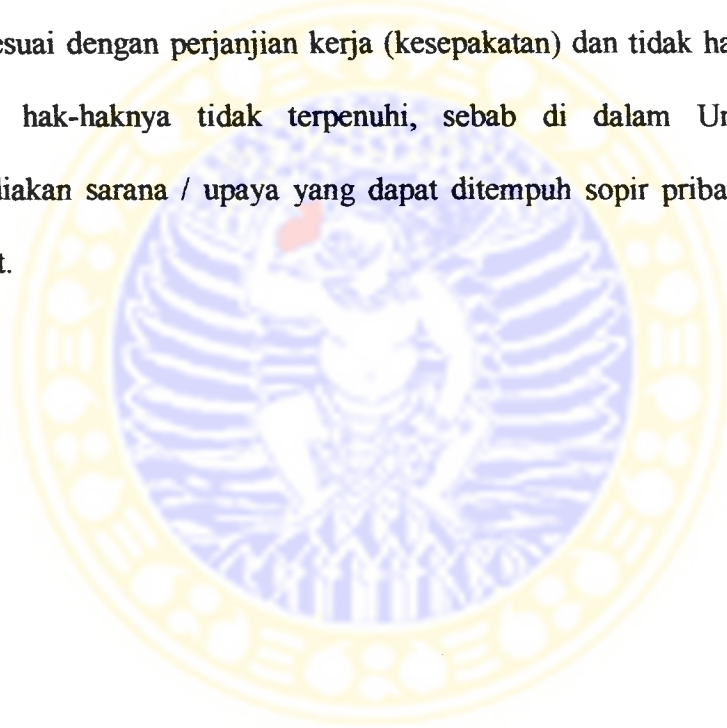 esuai dengan perjanjian kerja (kesepakatan) dan tidak ha
hak-haknya tidak terpenuhi, sebab di dalam Un
diakan sarana / upaya yang dapat ditempuh sopir priba
t.